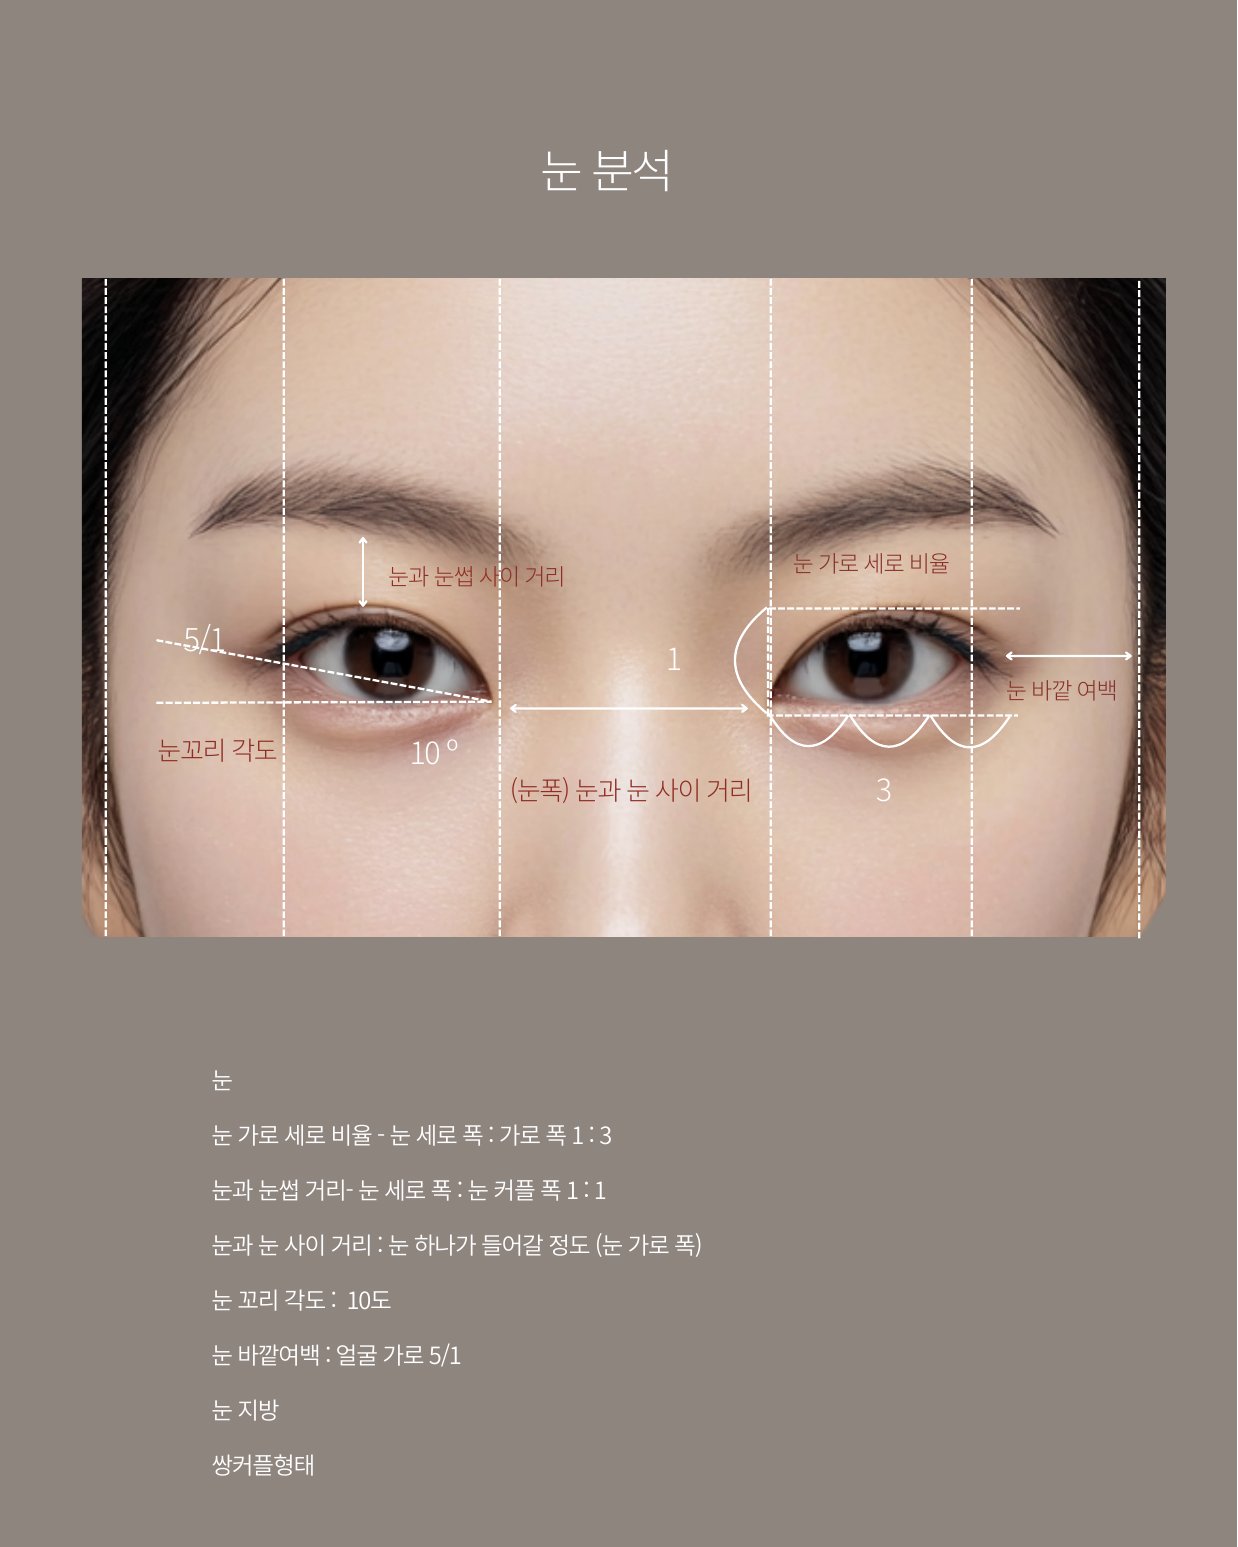 눈 분석
눈과 눈썹 사이 거리
눈 가로 세로 비율
5/1
1
눈 바깥 여백
눈꼬리 각도
10 º
(눈폭) 눈과 눈 사이 거리
3
눈
눈 가로 세로 비율 - 눈 세로 폭 : 가로 폭 1 : 3
눈과 눈썹 거리- 눈 세로 폭 : 눈 커플 폭 1 : 1
눈과 눈 사이 거리 : 눈 하나가 들어갈 정도 (눈 가로 폭)
눈 꼬리 각도 : 10도
눈 바깥여백 : 얼굴 가로 5/1
눈 지방
쌍커플형태